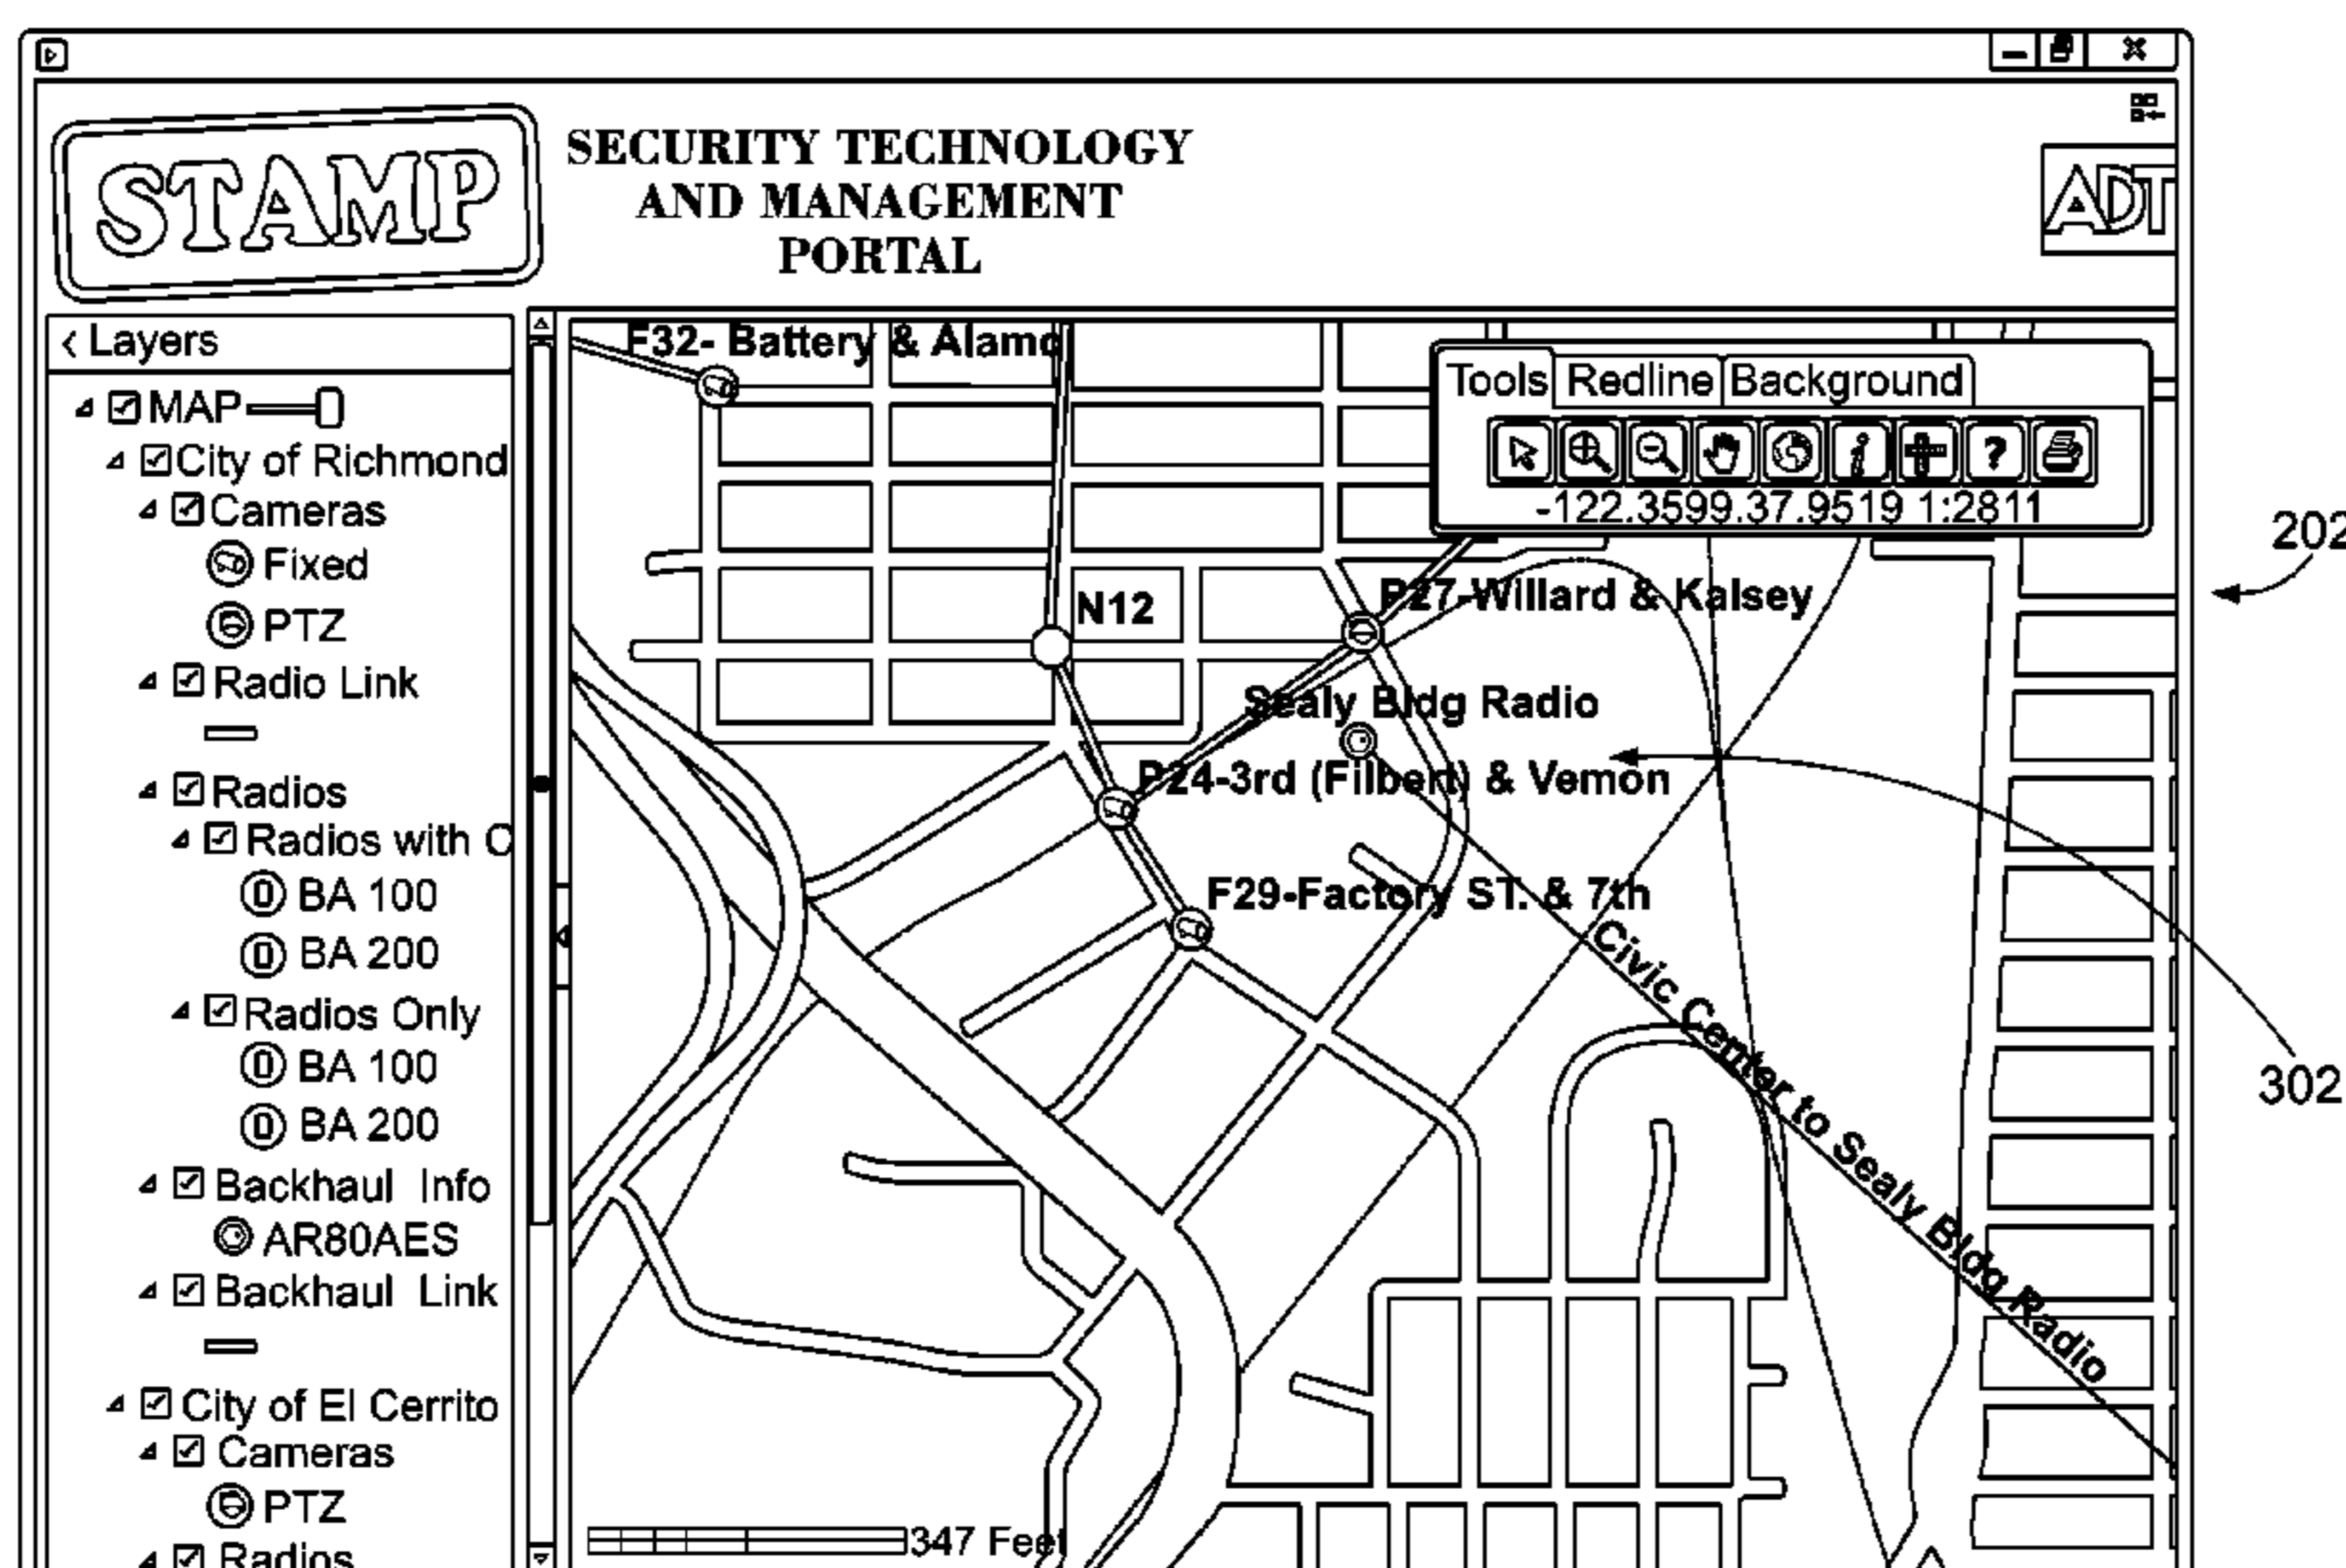 STAMP
SECURITY TECHNOLOGY
AND MANAGEMENT
PORTAL
ADT
< Layers
MAP
City of Richmond
Cameras
Fixed
PTZ
Radio Link
Radios
Radios with C
BA 100
BA 200
Radios Only
BA 100
BA 200
Backhaul Info
AR80AES
Backhaul Link
City of El Cerrito
Cameras
PTZ
Radios
F32- Battery & Alamo
Tools Redline Background
-122.3599.37.9519 1:2811
N12
P27-Willard & Kalsey
Sealy Bldg Radio
P24-3rd (Filbert) & Vemon
F29-Factory ST. & 7th
Civic Center to Sealy Bldg Radio
347 Feet
202
302